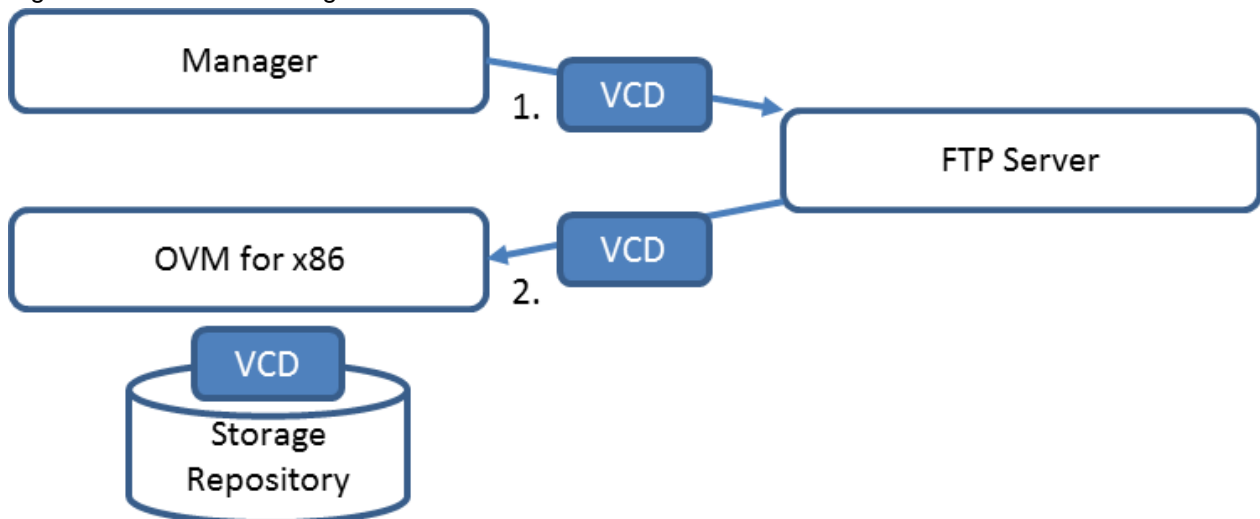 Manager
1.
VCD
FTP Server
OVM for x86
VCD
2.
VCD
Storage
Repository